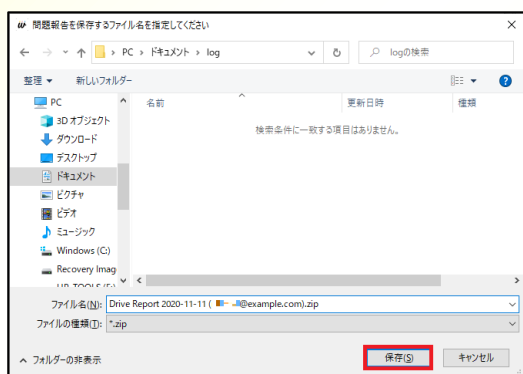 問題報告を保存するファイル名を指定してください
> PC > ドキュメント > log
logの検索
整理 新しいフォルダー
名前 更新日時 種類
検索条件に一致する項目はありません。
PC
3D オブジェクト
ダウンロード
デスクトップ
ドキュメント
ピクチャ
ビデオ
ミュージック
Windows (C:)
Recovery Imag
ファイル名(N): Drive Report 2020-11-11 ( @example.com).zip
ファイルの種類(T): *.zip
フォルダーの非表示
保存(S) キャンセル